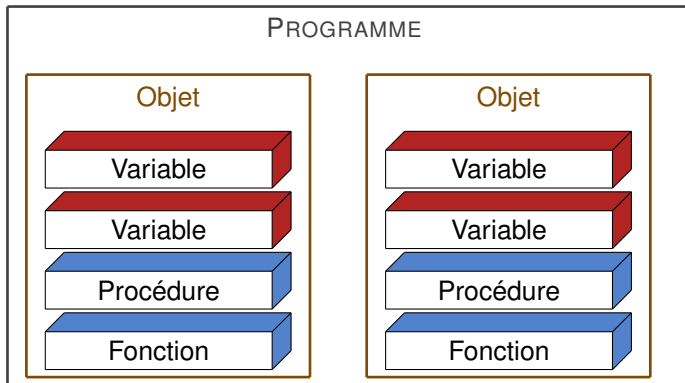 PROGRAMME
Objet
Variable
Variable
Procédure
Fonction
Objet
Variable
Variable
Procédure
Fonction